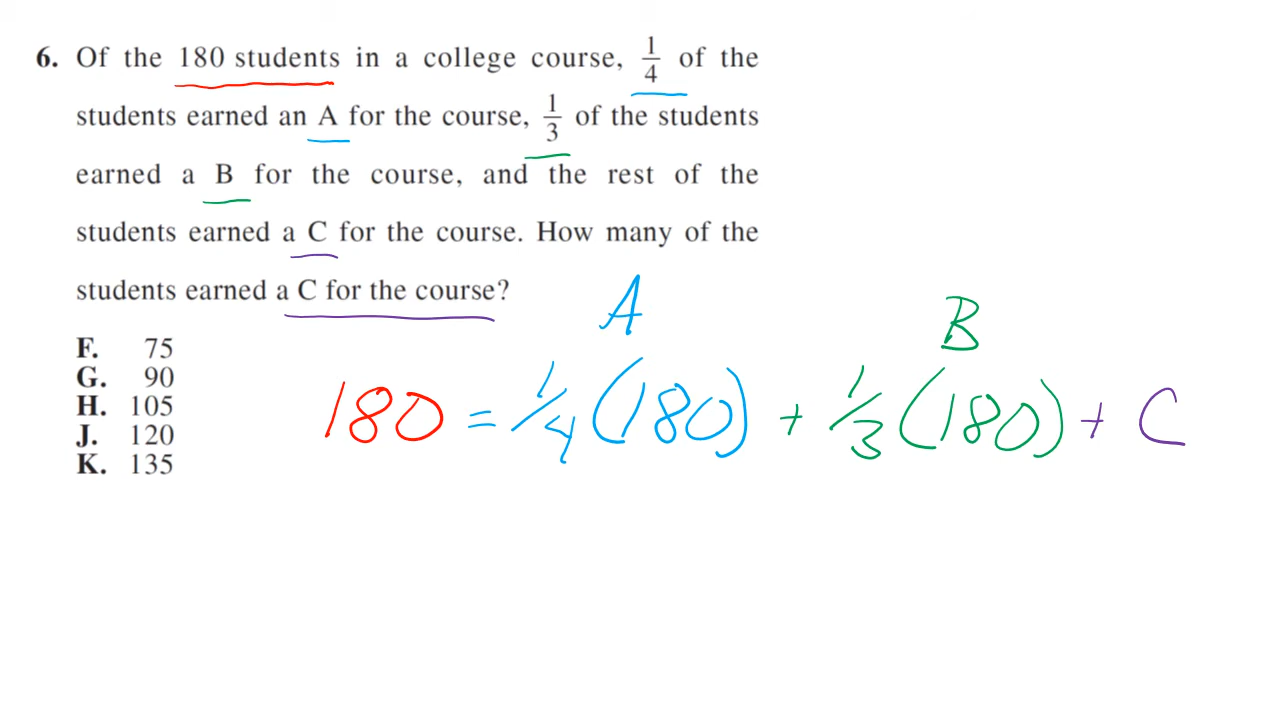 6. Of the 180 students in a college course, 1/4 of the
students earned an A for the course, 1/3 of the students
earned a B for the course, and the rest of the
students earned a C for the course. How many of the
students earned a C for the course?
F. 75
G. 90
H. 105
J. 120
K. 135
A B
180 = 1/4 (180) + 1/3 (180) + C